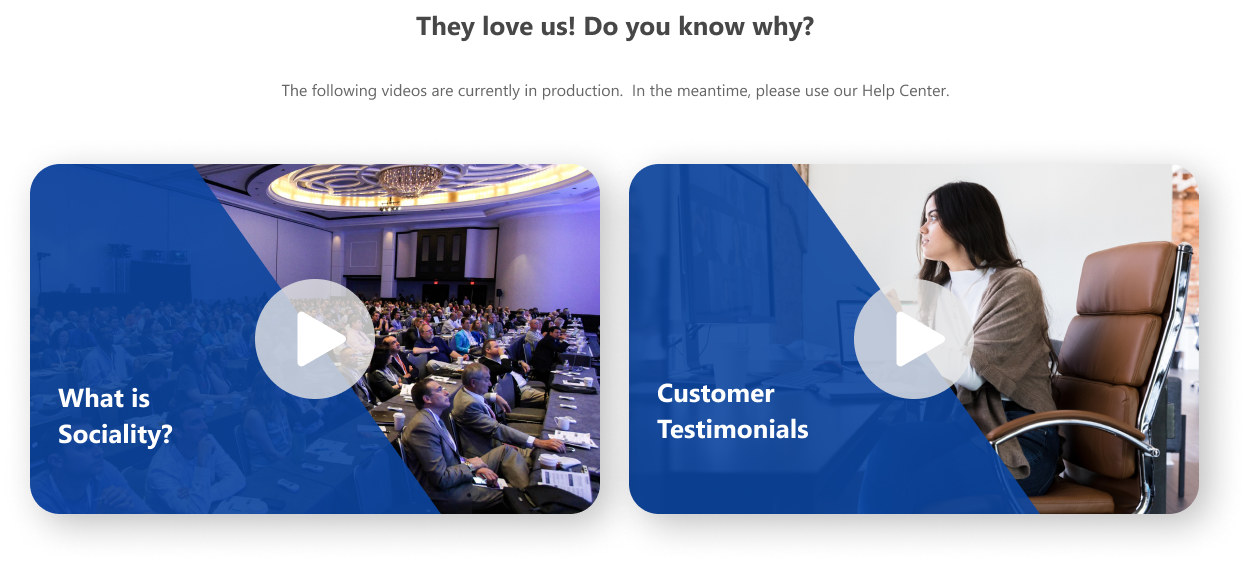 They love us! Do you know why?
The following videos are currently in production.  In the meantime, please use our Help Center.
What is
Sociality?
Customer
Testimonials